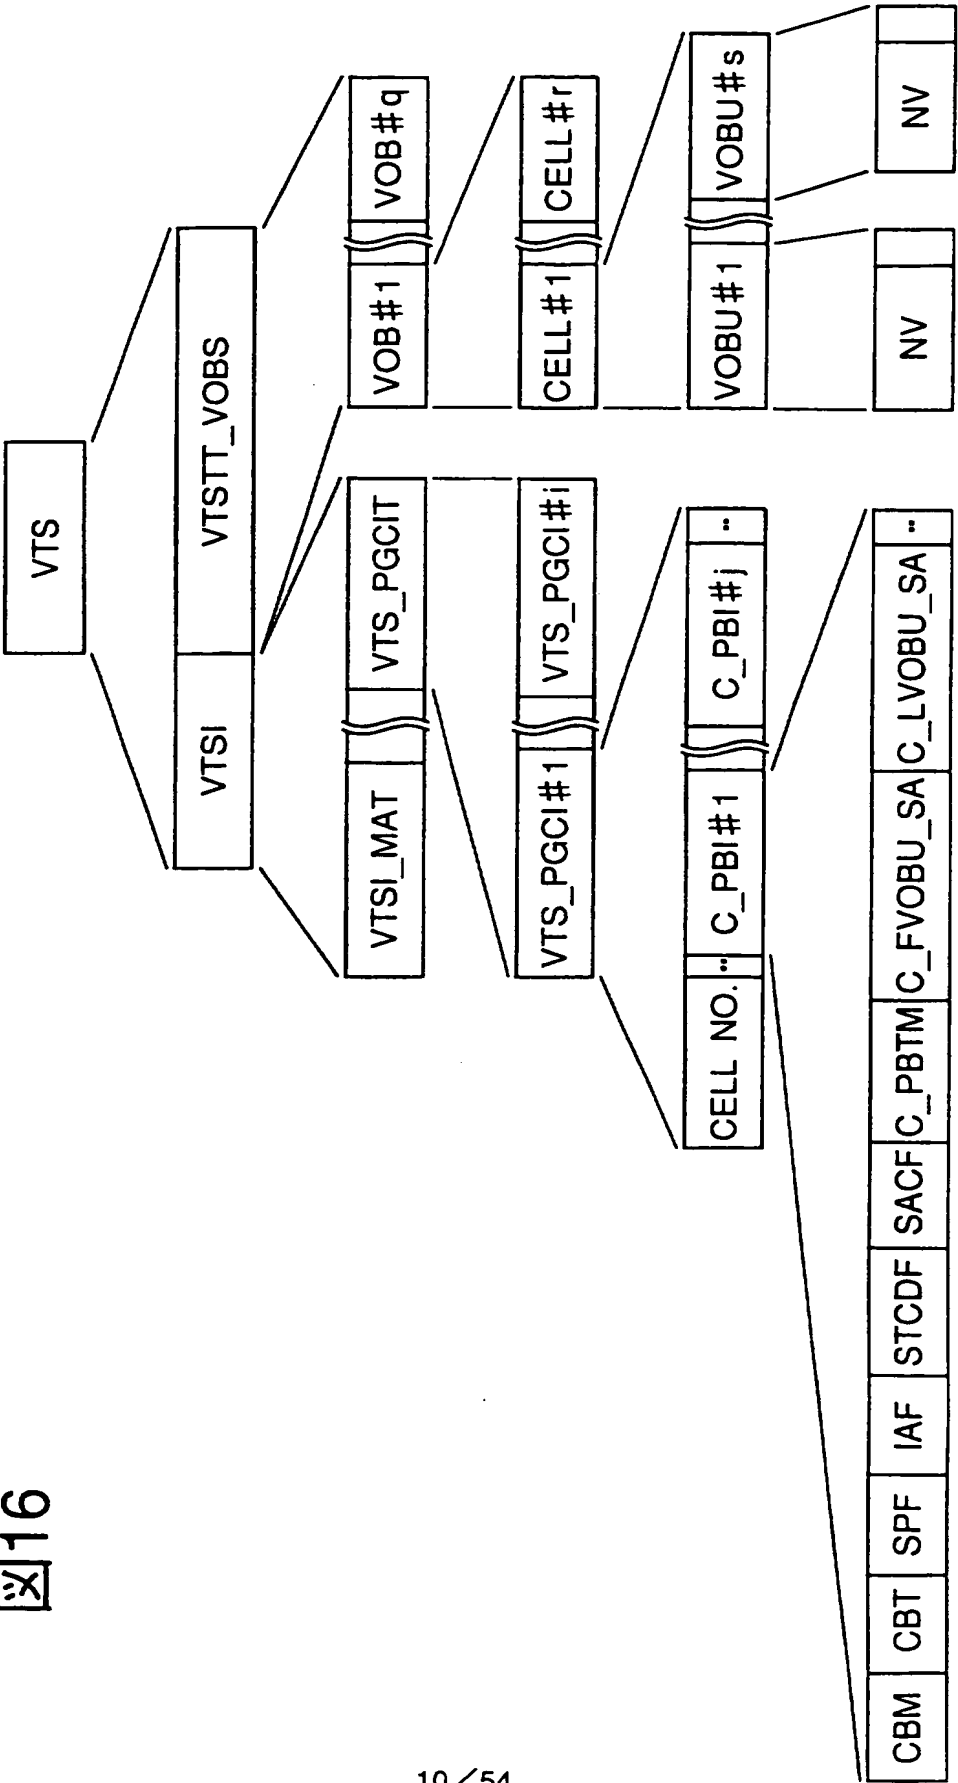 図16
VTS
VTSI VTSTT_VOBS
VTSI_MAT VTS_PGCIT VOB#1 VOB#q
VTS_PGCI#1 VTS_PGCI#i CELL#1 CELL#r
CELL NO. ·· C_PBI#1 C_PBI#j ·· VOBU#1 VOBU#s
CBM CBT SPF IAF STCDF SACF C_PBTM C_FVOBU_SA C_LVOBU_SA ·· NV NV
10/54